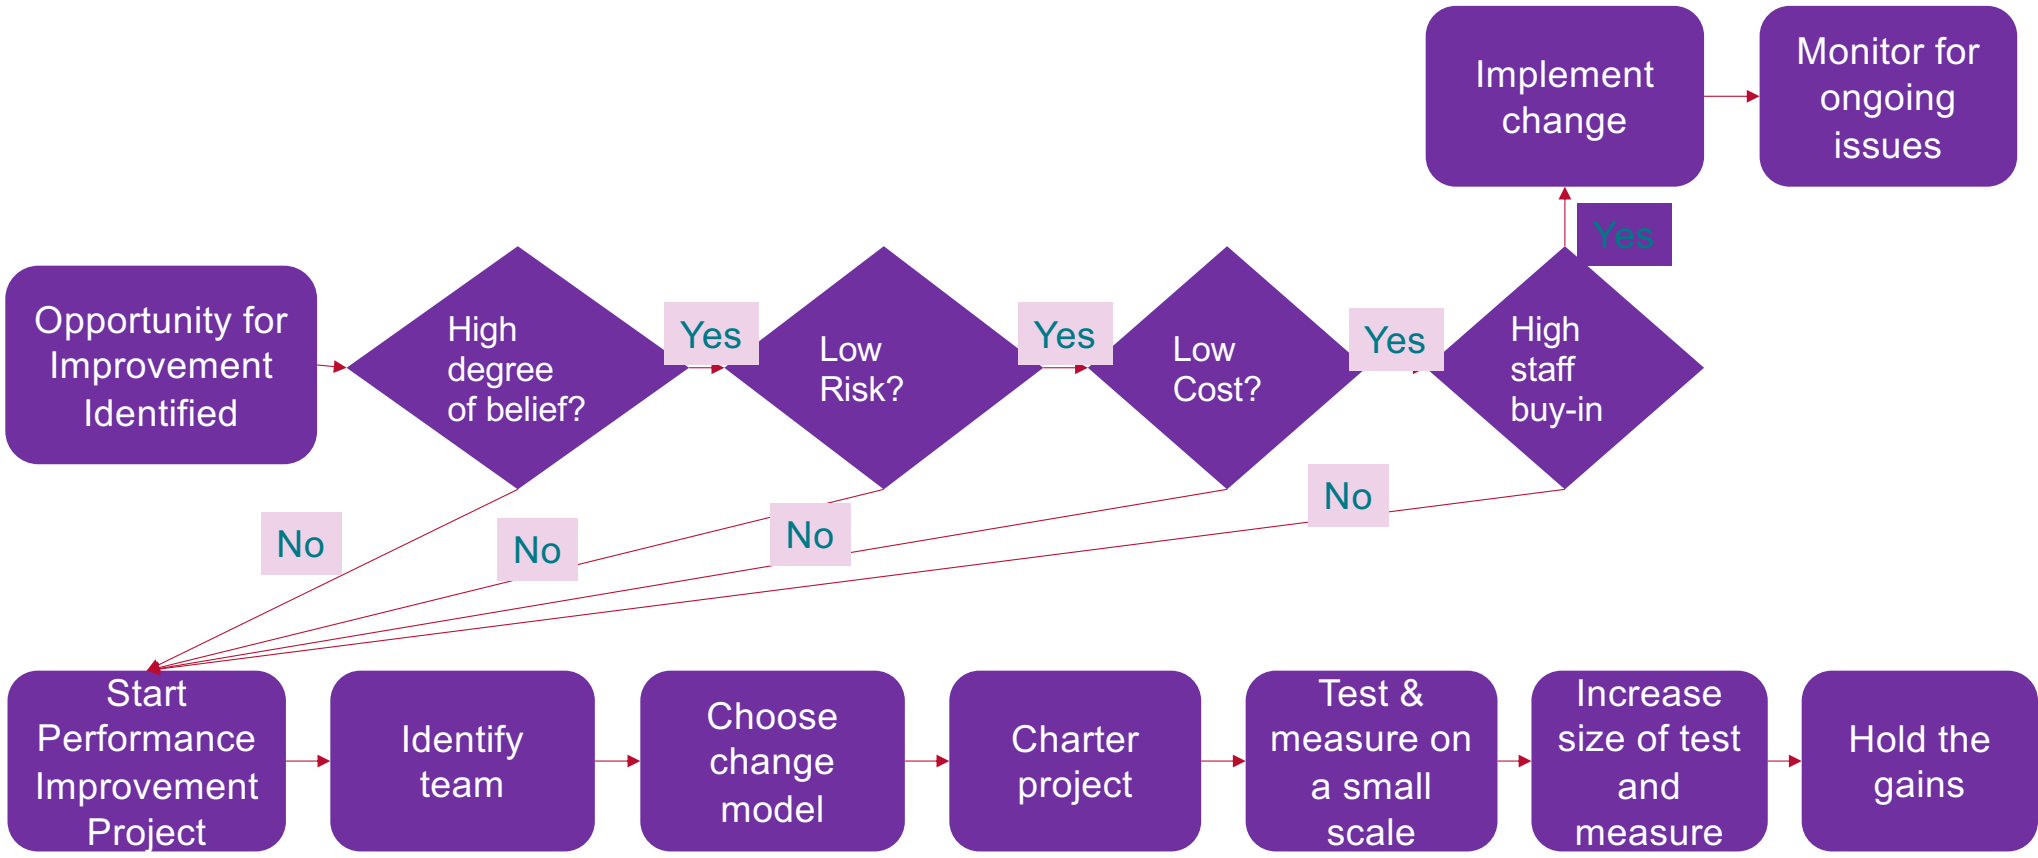 Implement
change
Monitor for
ongoing
issues
Yes
Opportunity for
Improvement
Identified
High
degree
of belief?
Yes
Low
Risk?
Yes
Low
Cost?
Yes
High
staff
buy-in
No
No
No
No
Start
Performance
Improvement
Project
Identify
team
Choose
change
model
Charter
project
Test &
measure on
a small
scale
Increase
size of test
and
measure
Hold the
gains